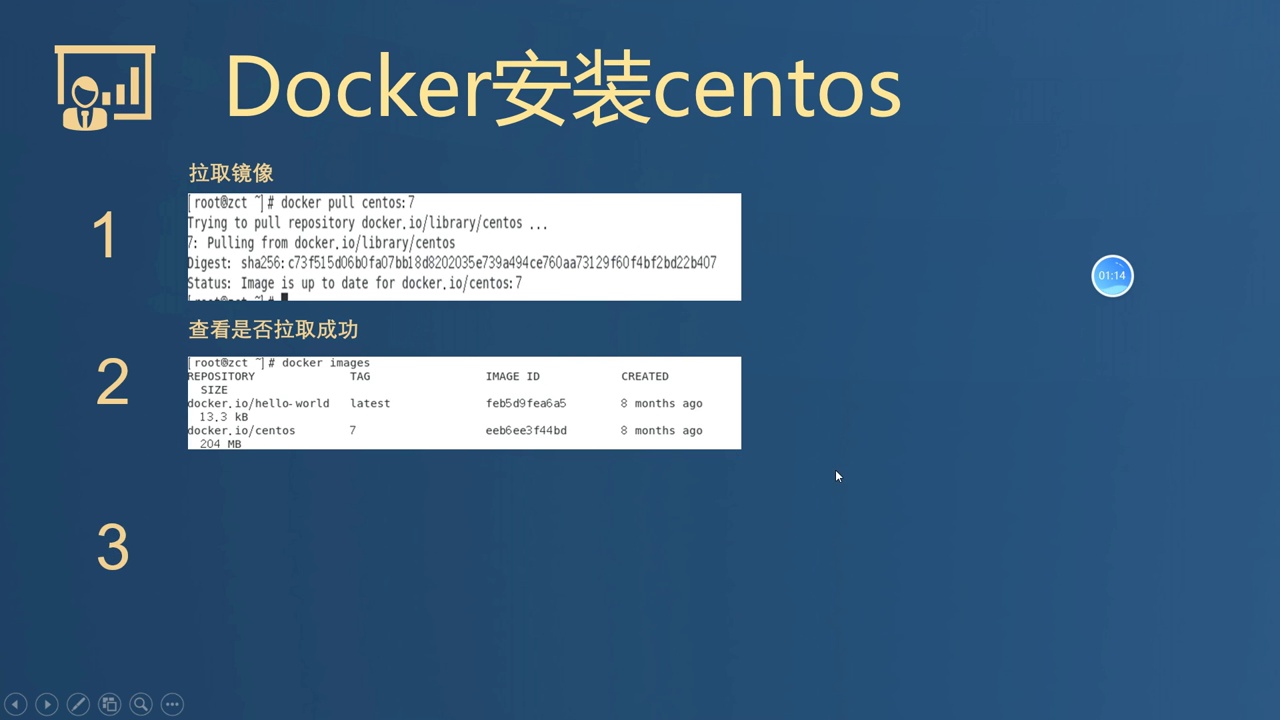 Docker安装centos
拉取镜像
1
[root@zct ~]# docker pull centos:7
Trying to pull repository docker.io/library/centos ...
7: Pulling from docker.io/library/centos
Digest: sha256:c73f515d06b0fa07bb18d8202035e739a494ce760aa73129f60f4bf2bd22b407
Status: Image is up to date for docker.io/centos:7
01:14
查看是否拉取成功
2
[root@zct ~]# docker images
REPOSITORY TAG IMAGE ID CREATED
SIZE
docker.io/hello-world latest feb5d9fea6a5 8 months ago
13.3 kB
docker.io/centos 7 eeb6ee3f44bd 8 months ago
204 MB
3